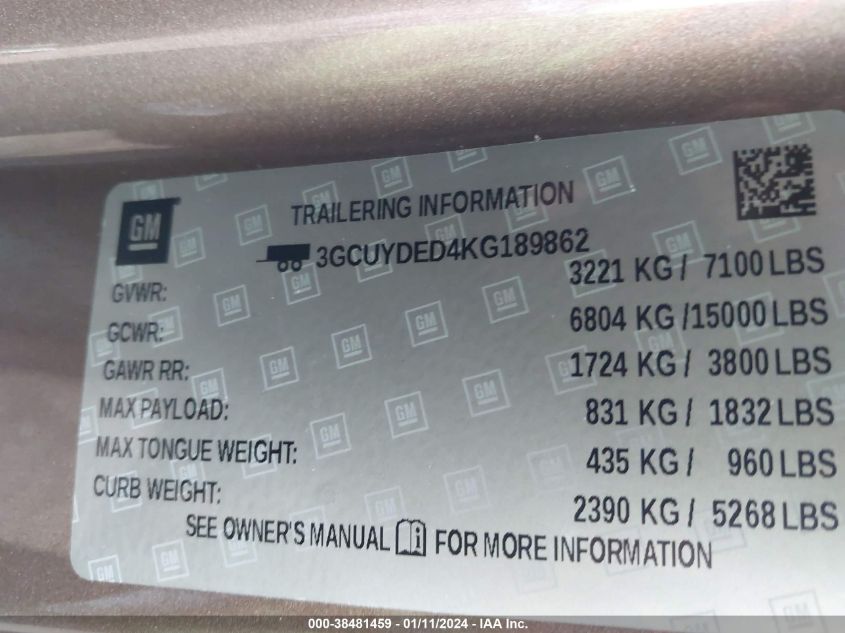 GM
TRAILERING INFORMATION
3GCUYDED4KG189862
GVWR: 3221 KG / 7100 LBS
GCWR: 6804 KG /15000 LBS
GAWR RR: 1724 KG / 3800 LBS
MAX PAYLOAD: 831 KG / 1832 LBS
MAX TONGUE WEIGHT: 435 KG / 960 LBS
CURB WEIGHT: 2390 KG / 5268 LBS
SEE OWNER'S MANUAL FOR MORE INFORMATION
000-38481459 - 01/11/2024 - IAA Inc.